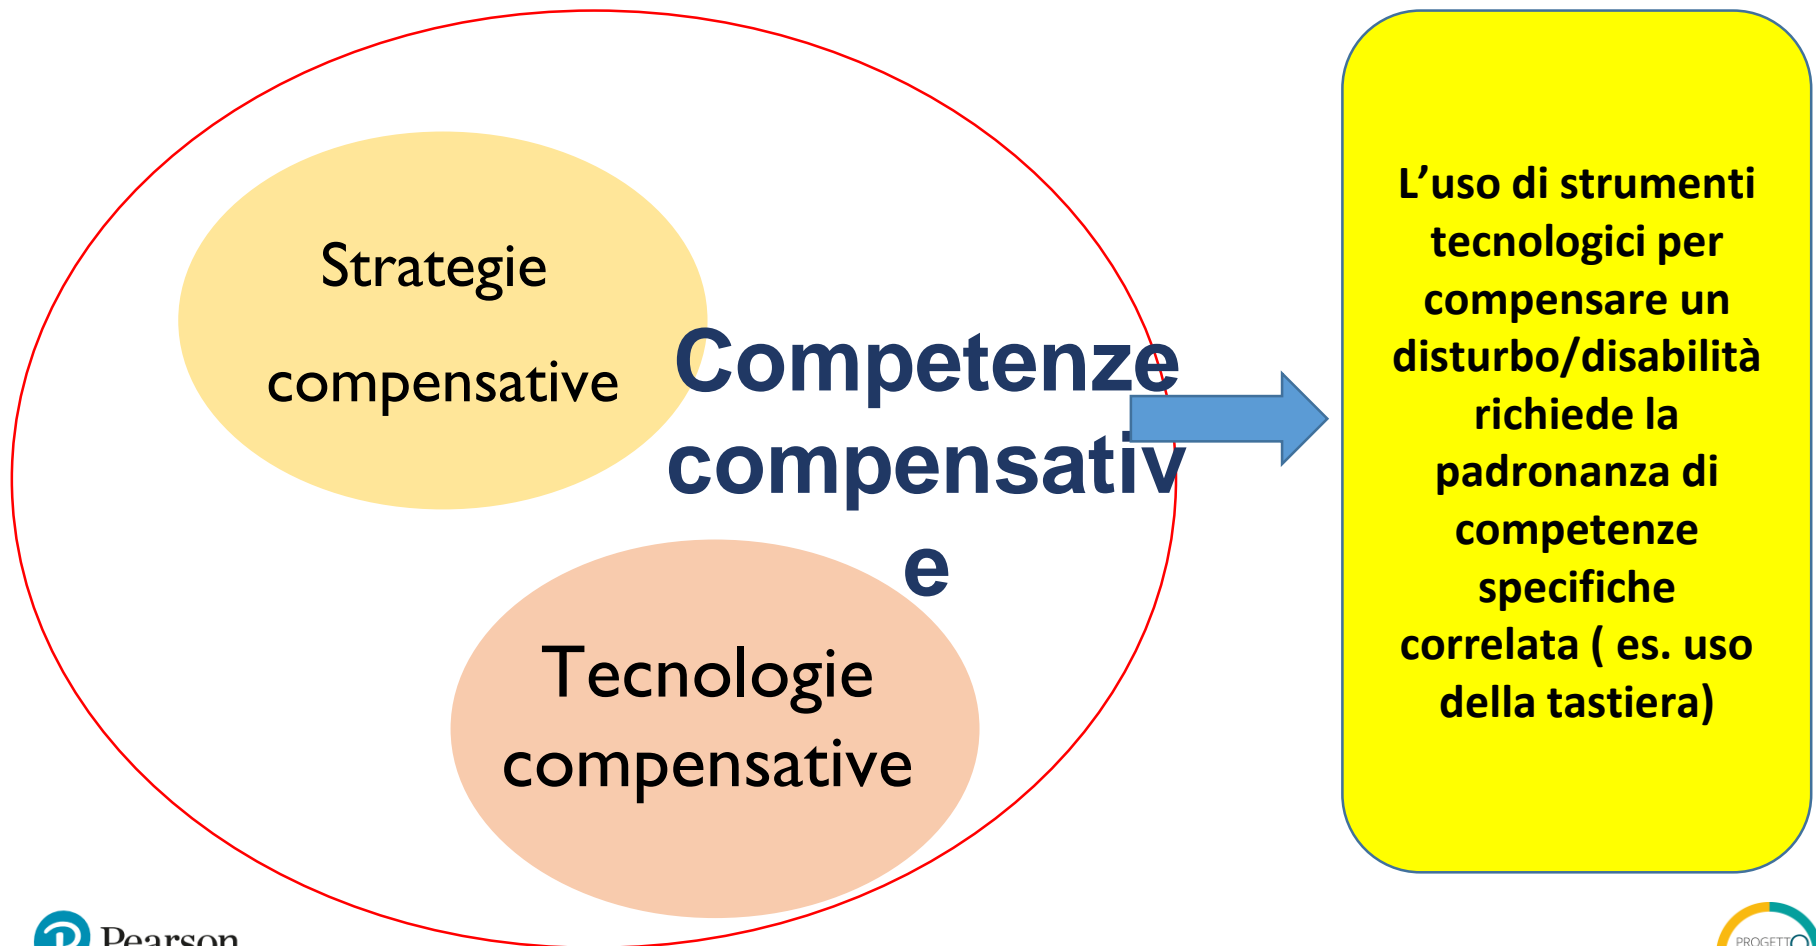 Strategie
compensative
Competenze
compensativ
e
Tecnologie
compensative
L’uso di strumenti
tecnologici per
compensare un
disturbo/disabilità
richiede la
padronanza di
competenze
specifiche
correlata ( es. uso
della tastiera)
Pearson
PROGETTO